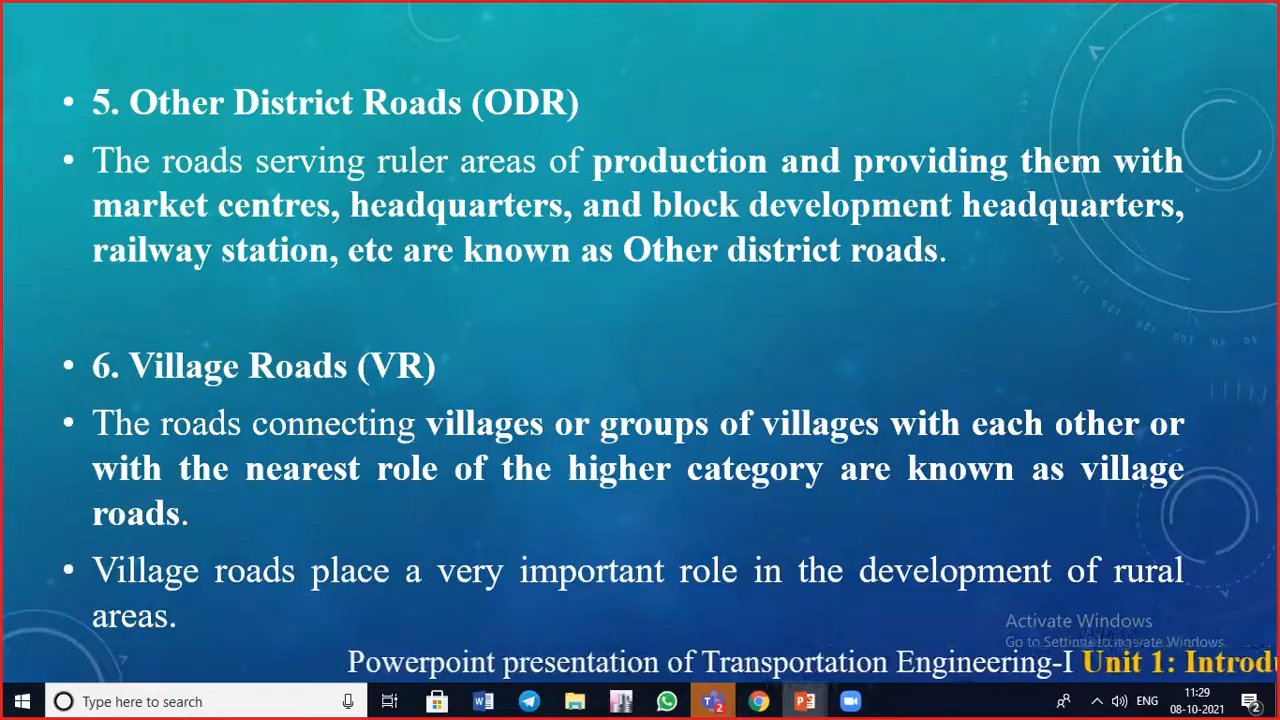 • 5. Other District Roads (ODR)
• The roads serving ruler areas of production and providing them with
market centres, headquarters, and block development headquarters,
railway station, etc are known as Other district roads.
• 6. Village Roads (VR)
• The roads connecting villages or groups of villages with each other or
with the nearest role of the higher category are known as village
roads.
• Village roads place a very important role in the development of rural
areas.
Activate Windows
Go to Settings to activate Windows.
Powerpoint presentation of Transportation Engineering-I Unit 1: Introdu
Type here to search
2
ENG
11:29
08-10-2021
2